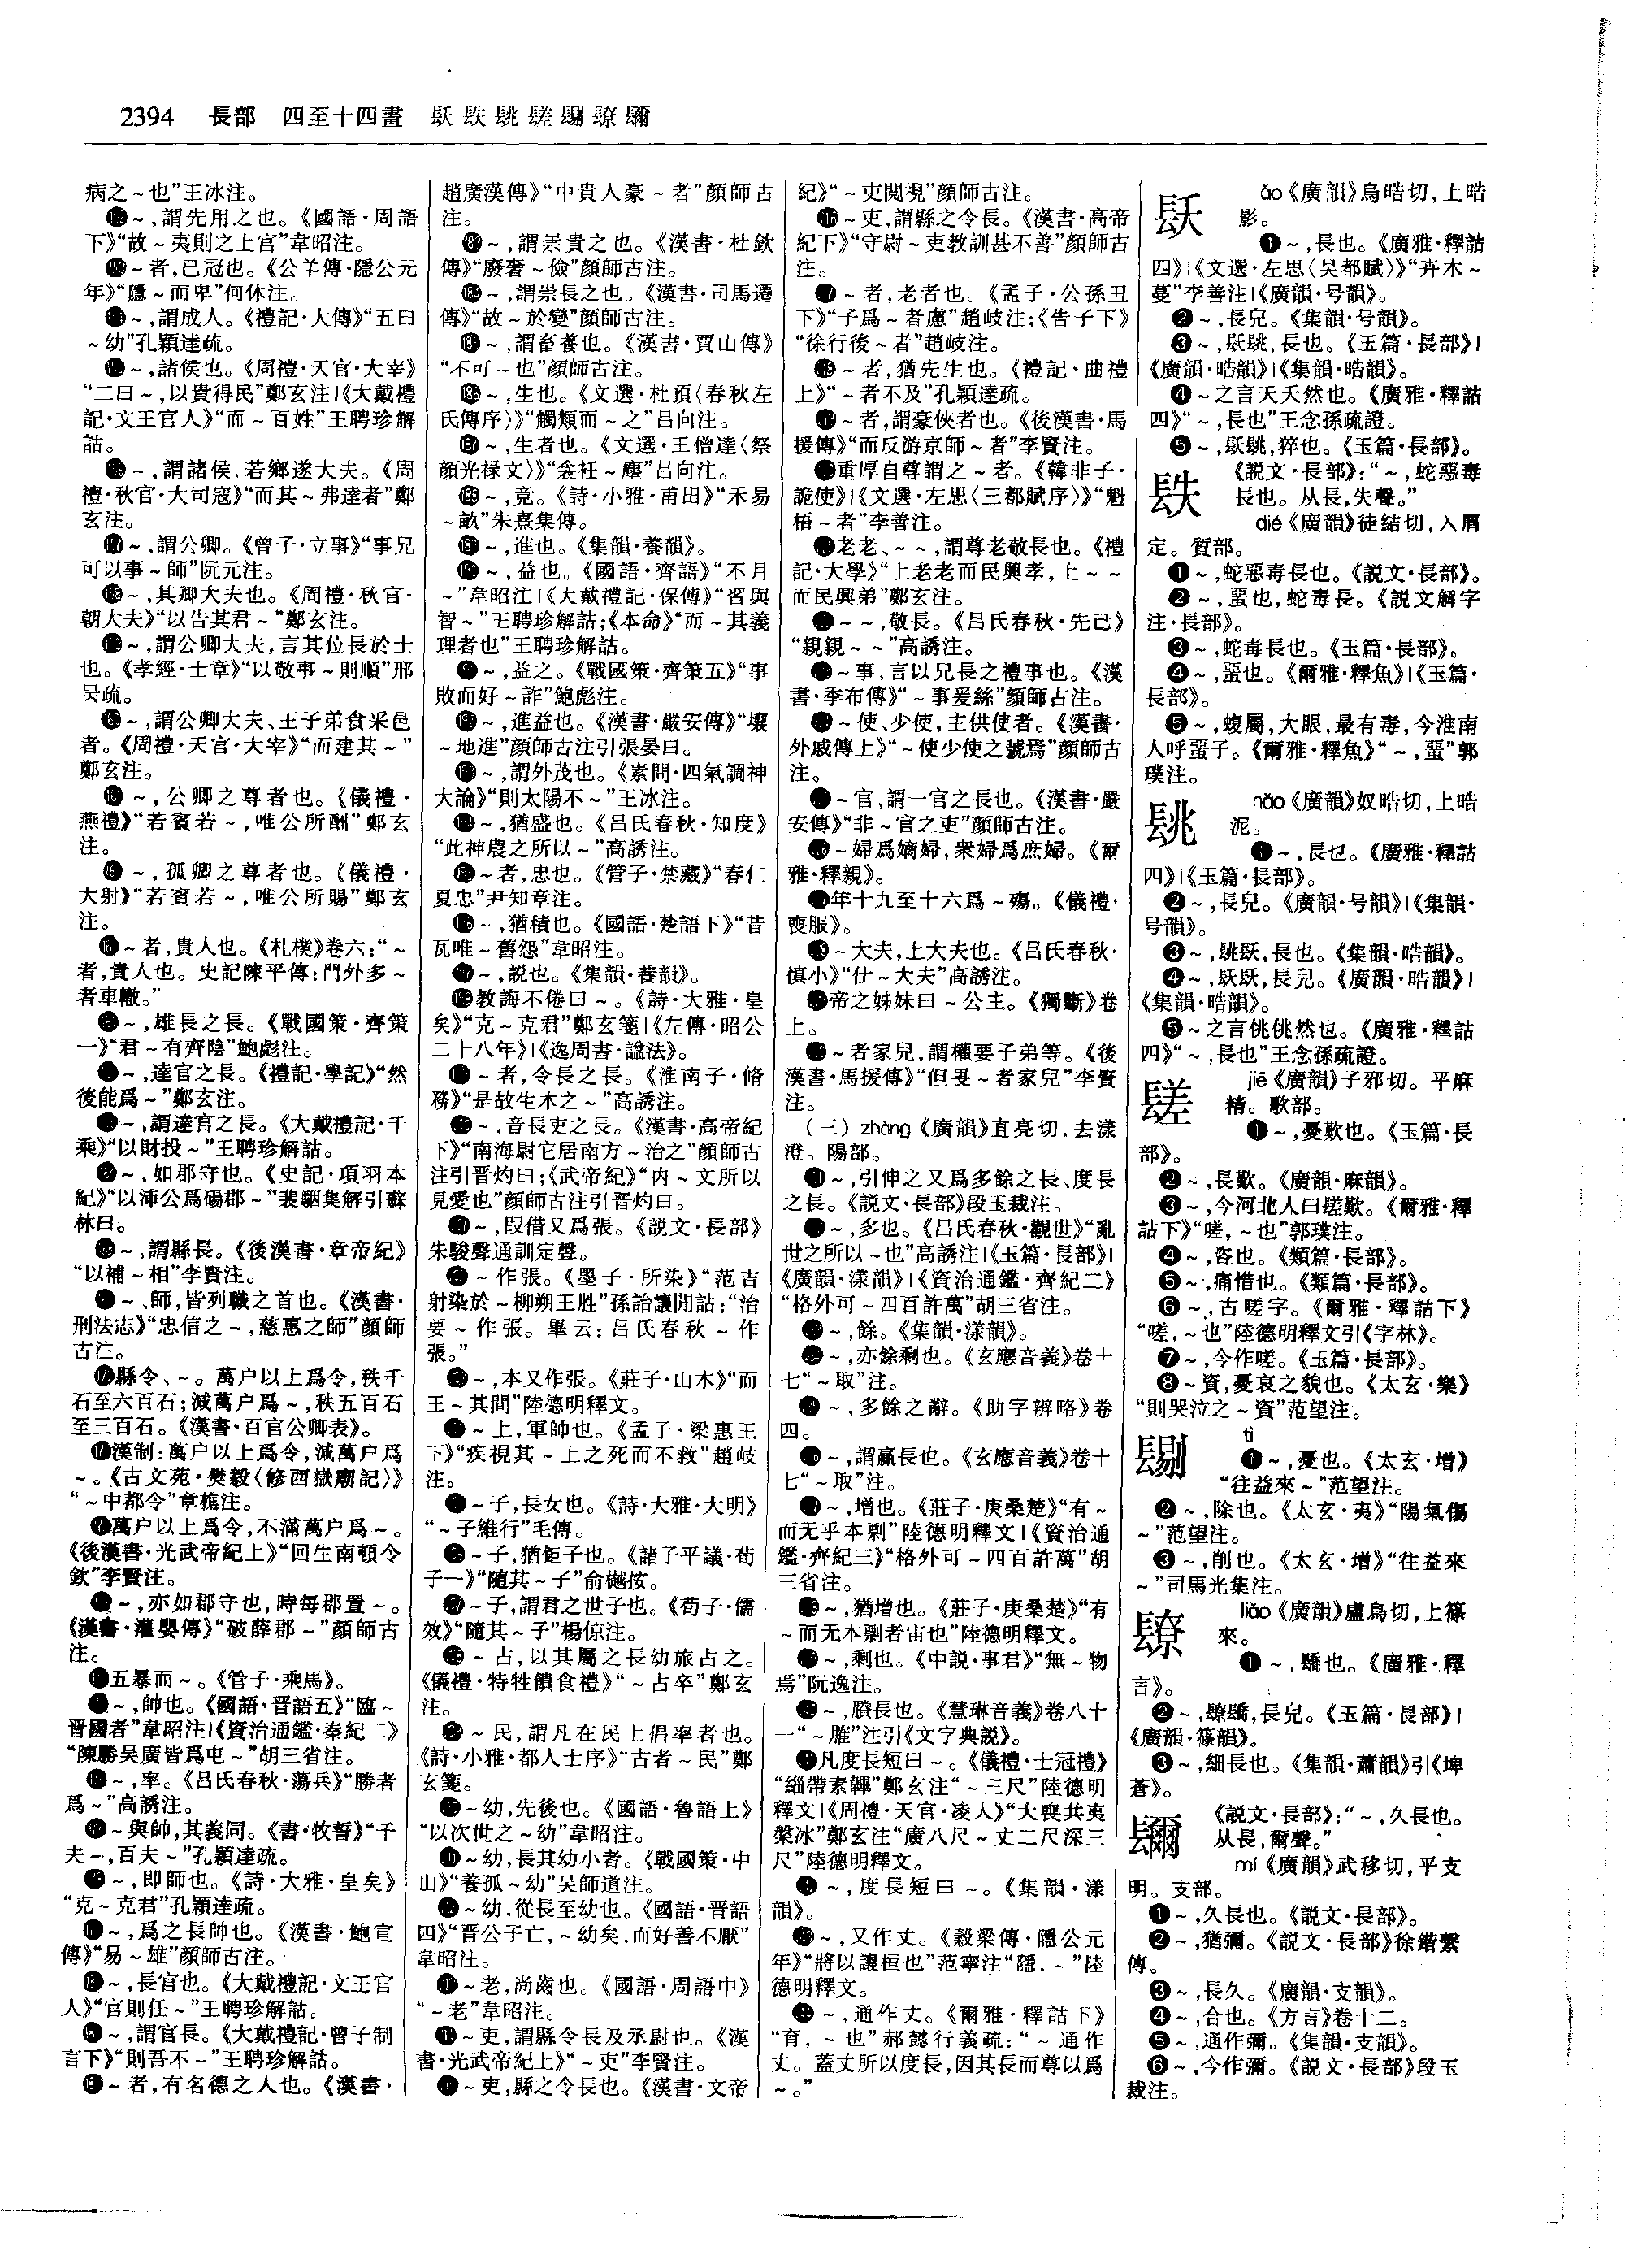 2394 長部 四至十四畫 镺 镻 䦈 镽 镾
病之～也”王冰注。
～,謂先用之也。《國語·周語
下》“故～夷則之上官”韋昭注。
～者,已冠也。《公羊傳·隱公元
年》“隱～而卑”何休注。
～,謂成人。《禮記·大傳》“五曰
～幼”孔穎達疏。
～,諸侯也。《周禮·天官·大宰》
“二曰～,以貴得民”鄭玄注|《大戴禮
記·文王官人》“而～百姓”王聘珍解
詁。
～,謂諸侯,若鄉遂大夫。《周
禮·秋官·大司寇》“而其～弗達者”鄭
玄注。
～,謂公卿。《曾子·立事》“事兄
可以事～師”阮元注。
～,其卿大夫也。《周禮·秋官·
朝大夫》“以告其君～”鄭玄注。
～,謂公卿大夫,言其位長於士
也。《孝經·士章》“以敬事～則順”邢
昺疏。
～,謂公卿大夫、王子弟食采邑
者。《周禮·天官·大宰》“而建其～”
鄭玄注。
～,公卿之尊者也。《儀禮·
燕禮》“若賓若～,唯公所酬”鄭玄
注。
～,孤卿之尊者也。《儀禮·
大射》“若賓若～,唯公所賜”鄭玄
注。
～者,貴人也。《札樸》卷六:“～
者,貴人也。史記陳平傳:門外多～
者車轍。”
～,雄長之長。《戰國策·齊策
一》“君～有齊陰”鮑彪注。
～,達官之長。《禮記·學記》“然
後能爲～”鄭玄注。
～,謂達官之長。《大戴禮記·千
乘》“以財投～”王聘珍解詁。
～,如郡守也。《史記·項羽本
紀》“以沛公爲碭郡～”裴駰集解引蘇
林曰。
～,謂縣長。《後漢書·章帝紀》
“以補～相”李賢注。
～、師,皆列職之首也。《漢書·
刑法志》“忠信之～,慈惠之師”顏師
古注。
縣令、～。萬户以上爲令,秩千
石至六百石;減萬户爲～,秩五百石
至三百石。《漢書·百官公卿表》。
漢制:萬户以上爲令,減萬户爲
～。《古文苑·樊毅〈修西嶽廟記〉》
“～中都令”章樵注。
萬户以上爲令,不滿萬户爲～。
《後漢書·光武帝紀上》“回生南頓令
欽”李賢注。
～,亦如郡守也,時每郡置～。
《漢書·灌嬰傳》“破薛郡～”顏師古
注。
五暴而～。《管子·乘馬》。
～,帥也。《國語·晉語五》“臨～
晉國者”韋昭注|《資治通鑑·秦紀二》
“陳勝吳廣皆爲屯～”胡三省注。
～,率。《吕氏春秋·蕩兵》“勝者
爲～”高誘注。
～與帥,其義同。《書·牧誓》“千
夫～,百夫～”孔穎達疏。
～,即師也。《詩·大雅·皇矣》
“克～克君”孔穎達疏。
～,爲之長帥也。《漢書·鮑宣
傳》“易～雄”顏師古注。
～,長官也。《大戴禮記·文王官
人》“官則任～”王聘珍解詁。
～,謂官長。《大戴禮記·曾子制
言下》“則吾不～”王聘珍解詁。
～者,有名德之人也。《漢書·
趙廣漢傳》“中貴人豪～者”顏師古
注。
～,謂崇貴之也。《漢書·杜欽
傳》“廢奢～儉”顏師古注。
～,謂崇長之也。《漢書·司馬遷
傳》“故～於變”顏師古注。
～,謂畜養也。《漢書·賈山傳》
“不可～也”顏師古注。
～,生也。《文選·杜預〈春秋左
氏傳序〉》“觸類而～之”吕向注。
～,生者也。《文選·王僧達〈祭
顏光禄文〉》“衾衽～塵”吕向注。
～,竟。《詩·小雅·甫田》“禾易
～畝”朱熹集傳。
～,進也。《集韻·養韻》。
～,益也。《國語·齊語》“不月
～”韋昭注|《大戴禮記·保傅》“習與
智～”王聘珍解詁;《本命》“而～其義
理者也”王聘珍解詁。
～,益之。《戰國策·齊策五》“事
敗而好～詐”鮑彪注。
～,進益也。《漢書·嚴安傳》“壤
～地進”顏師古注引張晏曰。
～,謂外茂也。《素問·四氣調神
大論》“則太陽不～”王冰注。
～,猶盛也。《吕氏春秋·知度》
“此神農之所以～”高誘注。
～者,忠也。《管子·禁藏》“春仁
夏忠”尹知章注。
～,猶積也。《國語·楚語下》“昔
瓦唯～舊怨”韋昭注。
～,説也。《集韻·養韻》。
教誨不倦曰～。《詩·大雅·皇
矣》“克～克君”鄭玄箋|《左傳·昭公
二十八年》|《逸周書·謚法》。
～者,令長之長。《淮南子·脩
務》“是故生木之～”高誘注。
～,音長吏之長。《漢書·高帝紀
下》“南海尉它居南方～治之”顏師古
注引晉灼曰;《武帝紀》“内～文所以
見愛也”顏師古注引晉灼曰。
～,叚借又爲張。《説文·長部》
朱駿聲通訓定聲。
～作張。《墨子·所染》“范吉
射染於～柳朔王胜”孫詒讓閒詁:“治
要～作張。畢云:吕氏春秋～作
張。”
～,本又作張。《莊子·山木》“而
王～其間”陸德明釋文。
～上,軍帥也。《孟子·梁惠王
下》“疾視其～上之死而不救”趙岐
注。
～子,長女也。《詩·大雅·大明》
“～子維行”毛傳。
～子,猶鉅子也。《諸子平議·荀
子一》“隨其～子”俞樾按。
～子,謂君之世子也。《荀子·儒
效》“隨其～子”楊倞注。
～占,以其屬之長幼旅占之。
《儀禮·特牲饋食禮》“～占卒”鄭玄
注。
～民,謂凡在民上倡率者也。
《詩·小雅·都人士序》“古者～民”鄭
玄箋。
～幼,先後也。《國語·魯語上》
“以次世之～幼”韋昭注。
～幼,長其幼小者。《戰國策·中
山》“養孤～幼”吴師道注。
～幼,從長至幼也。《國語·晉語
四》“晉公子亡,～幼矣,而好善不厭”
韋昭注。
～老,尚齒也。《國語·周語中》
“～老”韋昭注。
～吏,謂縣令長及丞尉也。《漢
書·光武帝紀上》“～吏”李賢注。
～吏,縣之令長也。《漢書·文帝
紀》“～吏閲視”顏師古注。
～吏,謂縣之令長。《漢書·高帝
紀下》“守尉～吏教訓甚不善”顏師古
注。
～者,老者也。《孟子·公孫丑
下》“子爲～者慮”趙岐注;《告子下》
“徐行後～者”趙岐注。
～者,猶先生也。《禮記·曲禮
上》“～者不及”孔穎達疏。
～者,謂豪俠者也。《後漢書·馬
援傳》“而反游京師～者”李賢注。
重厚自尊謂之～者。《韓非子·
詭使》|《文選·左思〈三都賦序〉》“魁
梧～者”李善注。
老老、～～,謂尊老敬長也。《禮
記·大學》“上老老而民興孝,上～～
而民興弟”鄭玄注。
～～,敬長。《吕氏春秋·先己》
“親親～～”高誘注。
～事,言以兄長之禮事也。《漢
書·季布傳》“～事爰絲”顏師古注。
～使、少使,主供使者。《漢書·
外戚傳上》“～使少使之號焉”顏師古
注。
～官,謂一官之長也。《漢書·嚴
安傳》“非～官之吏”顏師古注。
～婦爲嫡婦,衆婦爲庶婦。《爾
雅·釋親》。
年十九至十六爲～殤。《儀禮·
喪服》。
～大夫,上大夫也。《吕氏春秋·
慎小》“仕～大夫”高誘注。
帝之姊妹曰～公主。《獨斷》卷
上。
～者家兒,謂權要子弟等。《後
漢書·馬援傳》“但畏～者家兒”李賢
注。
(三) zhàng《廣韻》直亮切,去漾
澄。陽部。
～,引伸之又爲多餘之長、度長
之長。《説文·長部》段玉裁注。
～,多也。《吕氏春秋·觀世》“亂
世之所以～也”高誘注|《玉篇·長部》|
《廣韻·漾韻》|《資治通鑑·齊紀二》
“格外可～四百許萬”胡三省注。
～,餘。《集韻·漾韻》。
～,亦餘剩也。《玄應音義》卷十
七“～取”注。
～,多餘之辭。《助字辨略》卷
四。
～,謂贏長也。《玄應音義》卷十
七“～取”注。
～,增也。《莊子·庚桑楚》“有～
而无乎本剽”陸德明釋文|《資治通
鑑·齊紀三》“格外可～四百許萬”胡
三省注。
～,猶增也。《莊子·庚桑楚》“有
～而无本剽者宙也”陸德明釋文。
～,剩也。《中説·事君》“無～物
焉”阮逸注。
～,賸長也。《慧琳音義》卷八十
一“～雁”注引《文字典説》。
凡度長短曰～。《儀禮·士冠禮》
“緇帶素韠”鄭玄注“～三尺”陸德明
釋文|《周禮·天官·凌人》“大喪共夷
槃冰”鄭玄注“廣八尺～丈二尺深三
尺”陸德明釋文。
～,度長短曰～。《集韻·漾
韻》。
～,又作丈。《穀梁傳·隱公元
年》“將以讓桓也”范寧注“隱,～”陸
德明釋文。
～,通作丈。《爾雅·釋詁下》
“育,～也”郝懿行義疏:“～通作
丈。蓋丈所以度長,因其長而尊以爲
～。”
镺 ǎo《廣韻》烏晧切,上晧
影。
❶～,長也。《廣雅·釋詁
四》|《文選·左思〈吴都賦〉》“卉木～
蔓”李善注|《廣韻·号韻》。
❷～,長皃。《集韻·号韻》。
❸～,長也。《玉篇·長部》|
《廣韻·晧韻》|《集韻·晧韻》。
❹～之言夭夭然也。《廣雅·釋詁
四》“～,長也”王念孫疏證。
❺～,猝也。《玉篇·長部》。
镻 《説文·長部》:“～,蛇惡毒
長也。从長,失聲。”
dié《廣韻》徒結切,入屑
定。質部。
❶～,蛇惡毒長也。《説文·長部》。
❷～,蝁也,蛇毒長。《説文解字
注·長部》。
❸～,蛇毒長也。《玉篇·長部》。
❹～,蝁也。《爾雅·釋魚》|《玉篇·
長部》。
❺～,蝮屬,大眼,最有毒,今淮南
人呼蝁子。《爾雅·釋魚》“～,蝁”郭
璞注。
nǎo《廣韻》奴晧切,上晧
泥。
❶～,長也。《廣雅·釋詁
四》|《玉篇·長部》。
❷～,長皃。《廣韻·号韻》|《集韻·
号韻》。
❸～,長也。《集韻·晧韻》。
❹～,長皃。《廣韻·晧韻》|
《集韻·晧韻》。
❺～之言佻佻然也。《廣雅·釋詁
四》“～,長也”王念孫疏證。
䦈 jiē《廣韻》子邪切。平麻
精。歌部。
❶～,憂歎也。《玉篇·長
部》。
❷～,長歎。《廣韻·麻韻》。
❸～,今河北人曰䦈歎。《爾雅·釋
詁下》“嗟,～也”郭璞注。
❹～,咨也。《類篇·長部》。
❺～,痛惜也。《類篇·長部》。
❻～,古嗟字。《爾雅·釋詁下》
“嗟,～也”陸德明釋文引《字林》。
❼～,今作嗟。《玉篇·長部》。
❽～資,憂哀之貌也。《太玄·樂》
“則哭泣之～資”范望注。
tì
❶～,憂也。《太玄·增》
“往益來～”范望注。
❷～,除也。《太玄·夷》“陽氣傷
～”范望注。
❸～,削也。《太玄·增》“往益來
～”司馬光集注。
镽 liǎo《廣韻》盧鳥切,上篠
來。
❶～,驕也。《廣雅·釋
言》。
❷～,長皃。《玉篇·長部》|
《廣韻·篠韻》。
❸～,細長也。《集韻·蕭韻》引《埤
蒼》。
镾 《説文·長部》:“～,久長也。
从長,爾聲。”
mí《廣韻》武移切,平支
明。支部。
❶～,久長也。《説文·長部》。
❷～,猶彌。《説文·長部》徐鍇繫
傳。
❸～,長久。《廣韻·支韻》。
❹～,合也。《方言》卷十二。
❺～,通作彌。《集韻·支韻》。
❻～,今作彌。《説文·長部》段玉
裁注。